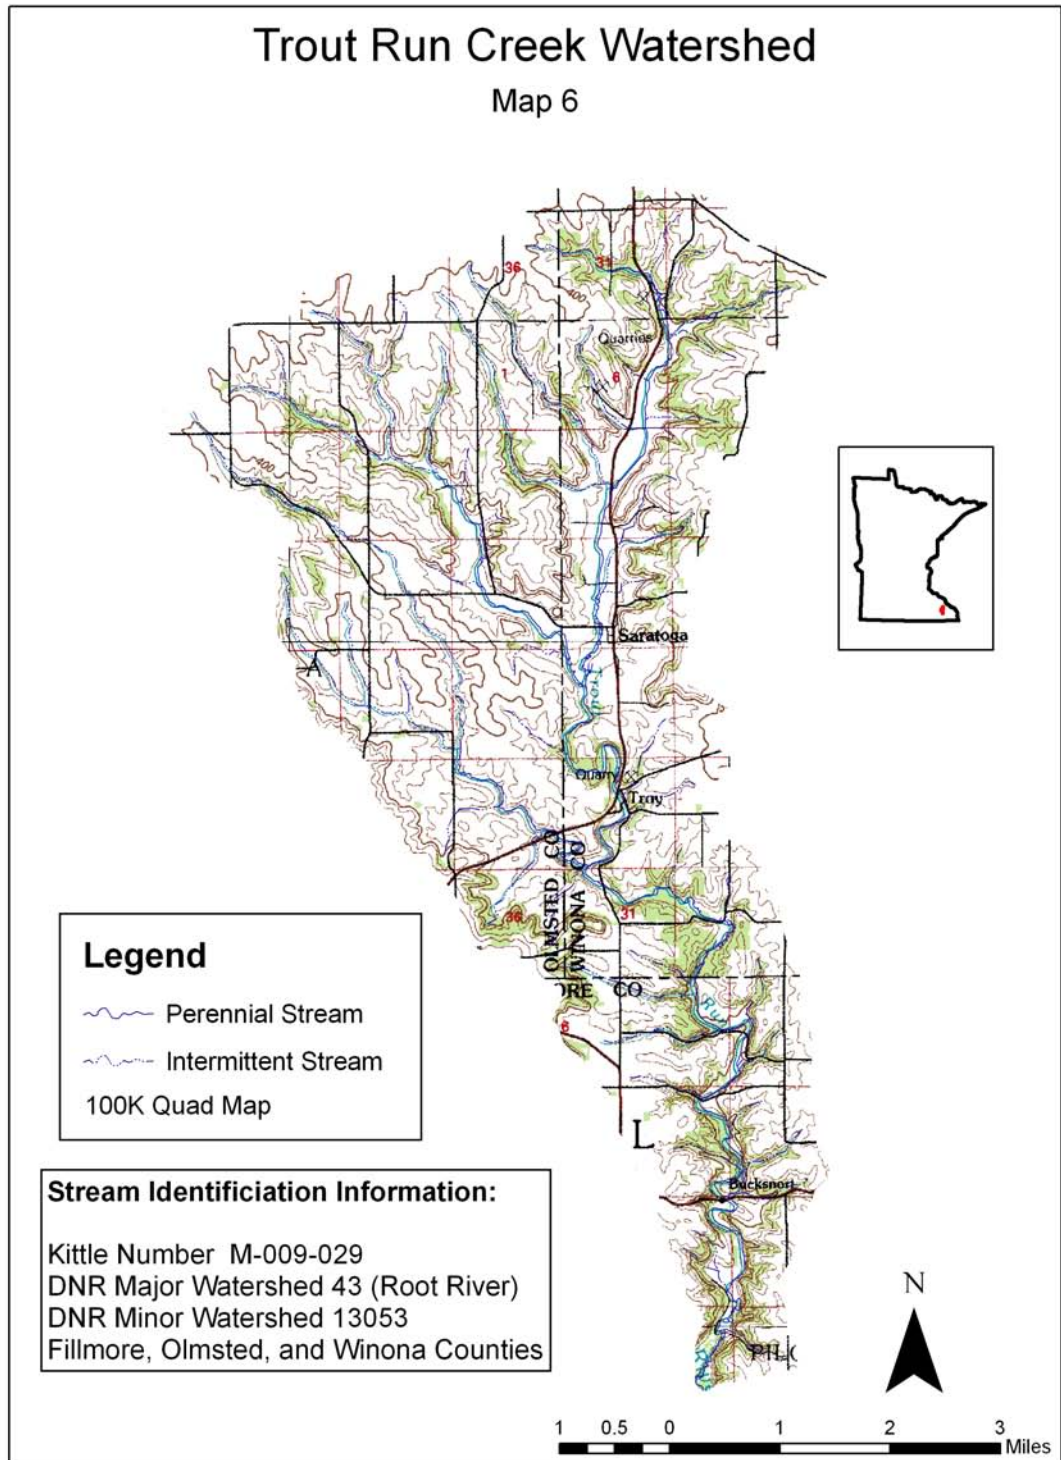 Trout Run Creek Watershed
Map 6
36
31
400
Quarries
1
6
400
Saratoga
A
Trout
Quarry
Troy
OLMSTED CO
WINONA CO
36
31
ORE CO
Run
6
L
Bucksnort
PILO
N
Legend
Perennial Stream
Intermittent Stream
100K Quad Map
Stream Identificiation Information:
Kittle Number M-009-029
DNR Major Watershed 43 (Root River)
DNR Minor Watershed 13053
Fillmore, Olmsted, and Winona Counties
1 0.5 0 1 2 3
Miles